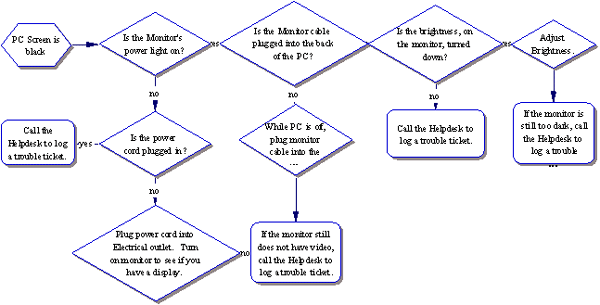 PC Screen is
black
Is the Monitor's
power light on?
yes
Is the Monitor cable
plugged into the back
of the PC?
yes
Is the brightness, on
the monitor, turned
down?
yes
Adjust
Brightness.
no
no
no
Call the
Helpdesk to log
a trouble ticket.
yes
Is the power
cord plugged in?
While PC is off,
plug monitor
cable into the
...
Call the Helpdesk to
log a trouble ticket.
If the monitor is
still too dark, call
the Helpdesk to
log a trouble
...
no
Plug power cord into
Electrical outlet. Turn
on monitor to see if you
have a display.
no
If the monitor still
does not have video,
call the Helpdesk to
log a trouble ticket.